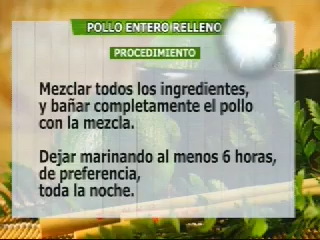 POLLO ENTERO RELLENO
PROCEDIMIENTO
Mezclar todos los ingredientes,
y bañar completamente el pollo
con la mezcla.
Dejar marinando al menos 6 horas,
de preferencia,
toda la noche.